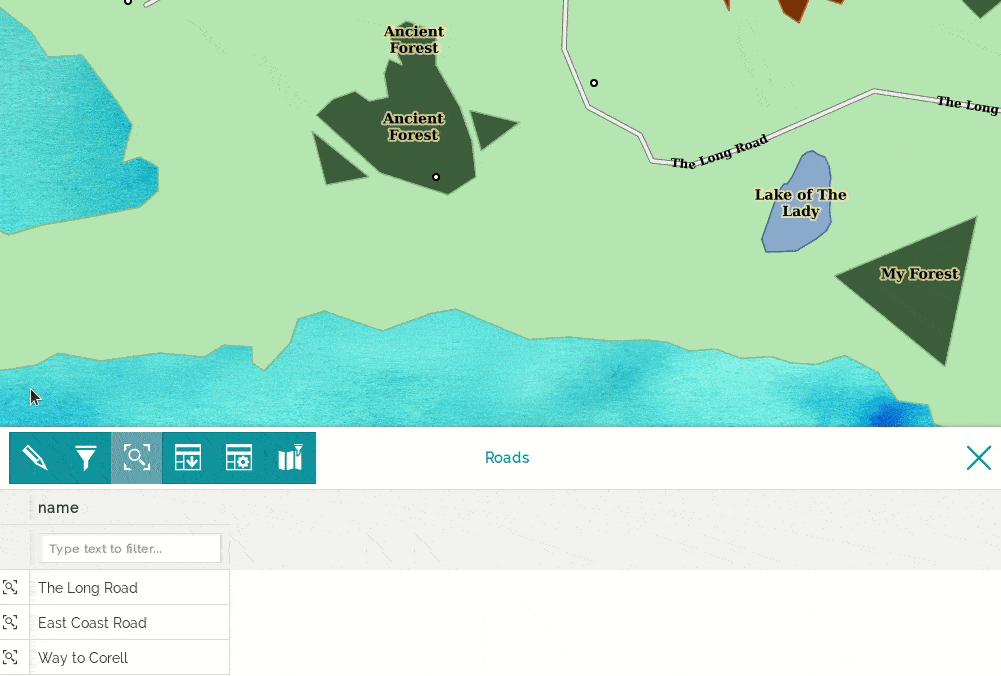 Ancient
Forest
Ancient
Forest
The Long
The Long Road
Lake of The
Lady
My Forest
Roads
name
Type text to filter...
The Long Road
East Coast Road
Way to Corell